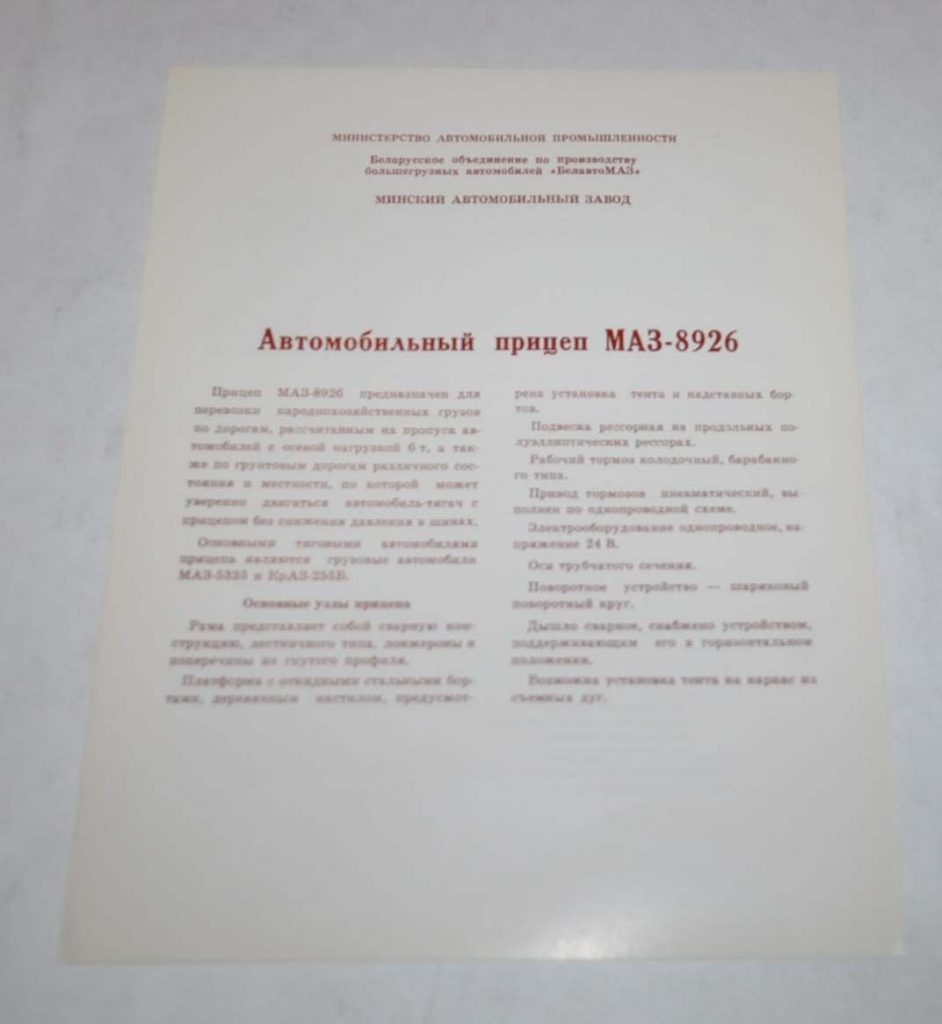 МИНИСТЕРСТВО АВТОМОБИЛЬНОЙ ПРОМЫШЛЕННОСТИ
Белорусское объединение по производству
большегрузных автомобилей «БелавтоМАЗ»
МИНСКИЙ АВТОМОБИЛЬНЫЙ ЗАВОД
Автомобильный прицеп МАЗ-8926
Прицеп МАЗ-8926 предназначен для
перевозки народнохозяйственных грузов
по дорогам, рассчитанным на пропуск ав-
томобилей с осевой нагрузкой 6 т, а так-
же по грунтовым дорогам различного сос-
тояния и местности, по которой может
уверенно двигаться автомобиль-тягач с
прицепом без снижения давления в шинах.
Основными тяговыми автомобилями
прицепа являются грузовые автомобили
МАЗ-5335 и КрАЗ-255Б.
Основные узлы прицепа
Рама представляет собой сварную кон-
струкцию, лестничного типа, лонжероны и
поперечины из гнутого профиля.
Платформа с откидными стальными бор-
тами, деревянным настилом, предусмот-
рена установка тента и надставных бор-
тов.
Подвеска рессорная на продольных по-
луэллиптических рессорах.
Рабочий тормоз колодочный, барабанно-
го типа.
Привод тормозов пневматический, вы-
полнен по однопроводной схеме.
Электрооборудование однопроводное, на-
пряжение 24 В.
Оси трубчатого сечения.
Поворотное устройство — шариковый
поворотный круг.
Дышло сварное, снабжено устройством,
поддерживающим его в горизонтальном
положении.
Возможна установка тента на каркас из
съемных дуг.